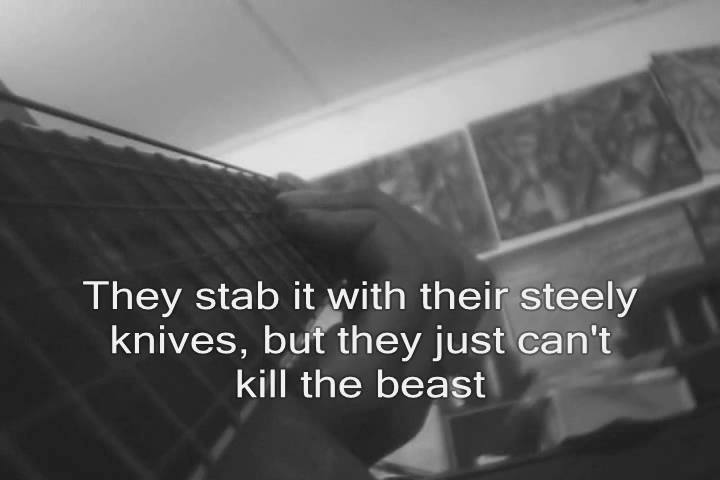 They stab it with their steely
knives, but they just can't
kill the beast